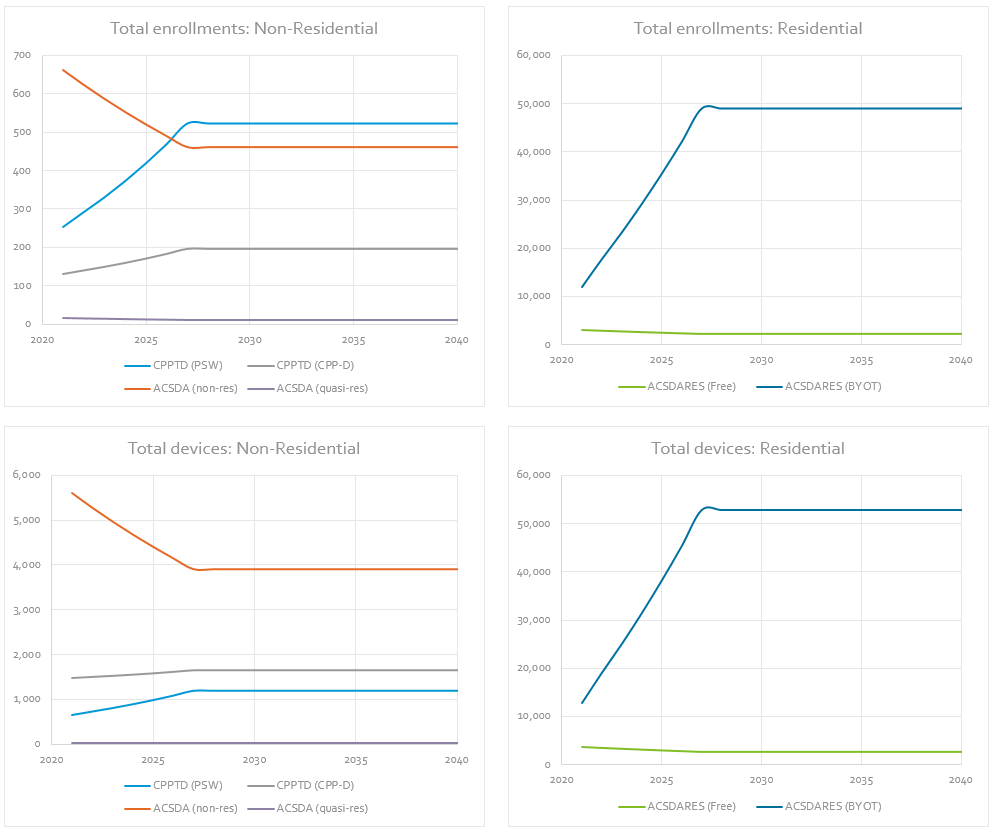 Total enrollments: Non-Residential
700
600
500
400
300
200
100
0
2020 2025 2030 2035 2040
CPPTD (PSW) CPPTD (CPP-D)
ACSDA (non-res) ACSDA (quasi-res)
Total enrollments: Residential
60,000
50,000
40,000
30,000
20,000
10,000
0
2020 2025 2030 2035 2040
ACSDARES (Free) ACSDARES (BYOT)
Total devices: Non-Residential
6,000
5,000
4,000
3,000
2,000
1,000
0
2020 2025 2030 2035 2040
CPPTD (PSW) CPPTD (CPP-D)
ACSDA (non-res) ACSDA (quasi-res)
Total devices: Residential
60,000
50,000
40,000
30,000
20,000
10,000
0
2020 2025 2030 2035 2040
ACSDARES (Free) ACSDARES (BYOT)